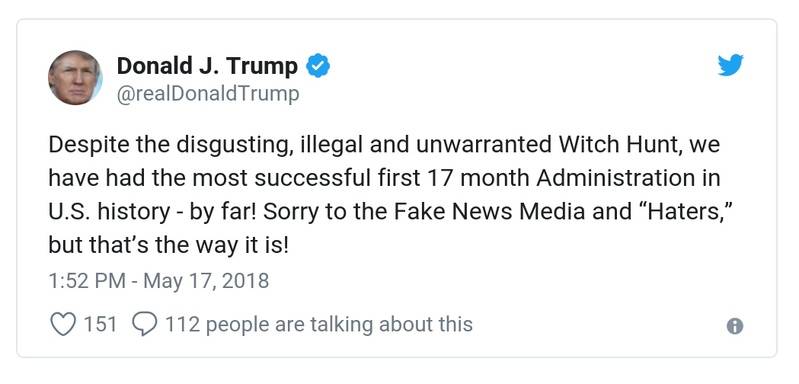 Donald J. Trump
@realDonaldTrump
Despite the disgusting, illegal and unwarranted Witch Hunt, we
have had the most successful first 17 month Administration in
U.S. history - by far! Sorry to the Fake News Media and “Haters,”
but that’s the way it is!
1:52 PM - May 17, 2018
151 112 people are talking about this